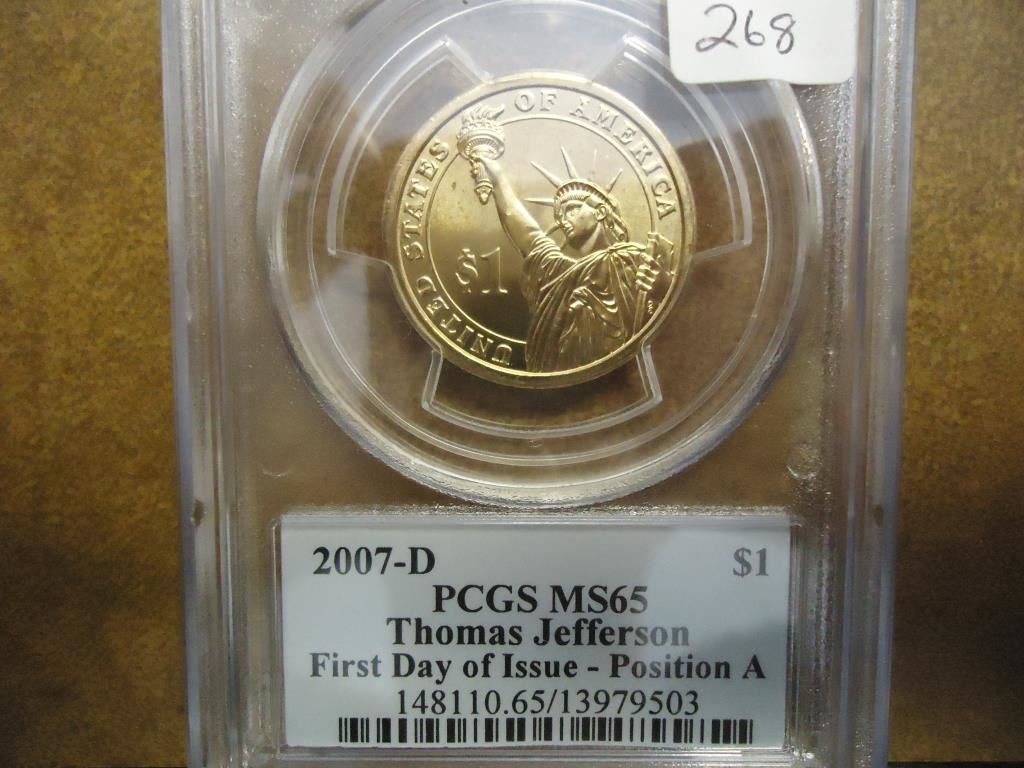 268
UNITED STATES OF AMERICA
$1
2007-D $1
PCGS MS65
Thomas Jefferson
First Day of Issue - Position A
148110.65/13979503